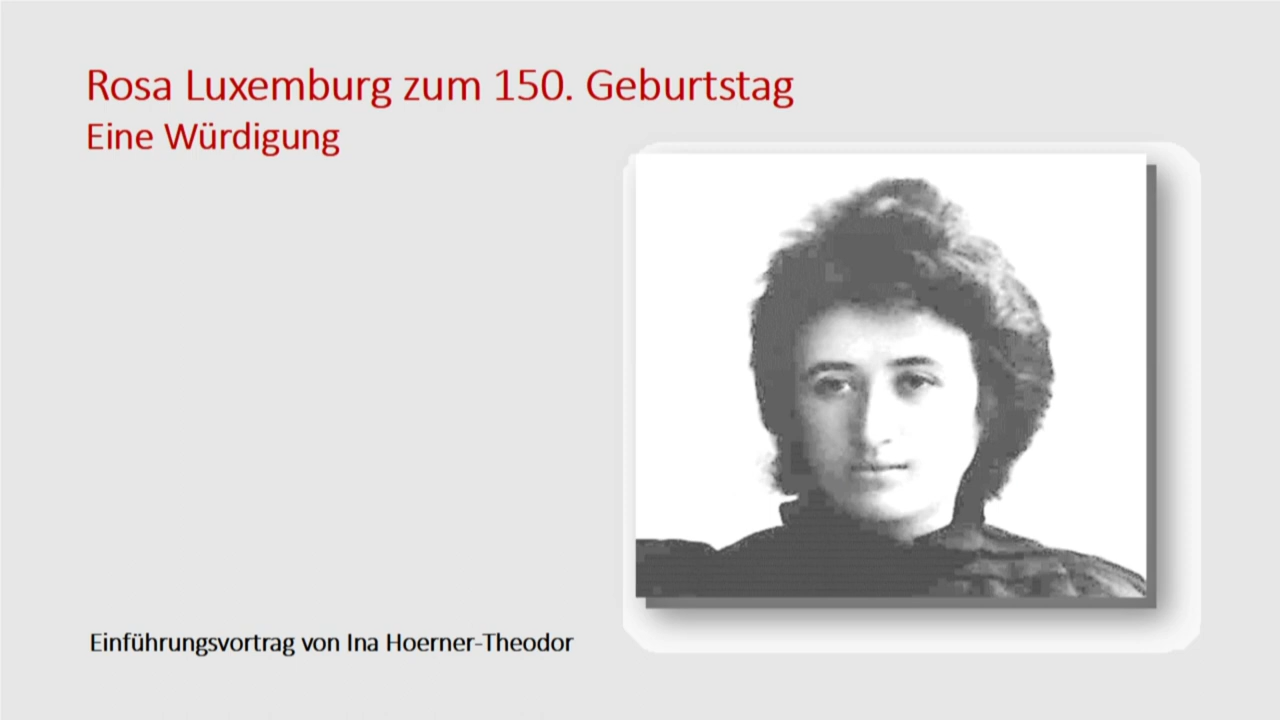 Rosa Luxemburg zum 150. Geburtstag
Eine Würdigung
Einführungsvortrag von Ina Hoerner-Theodor